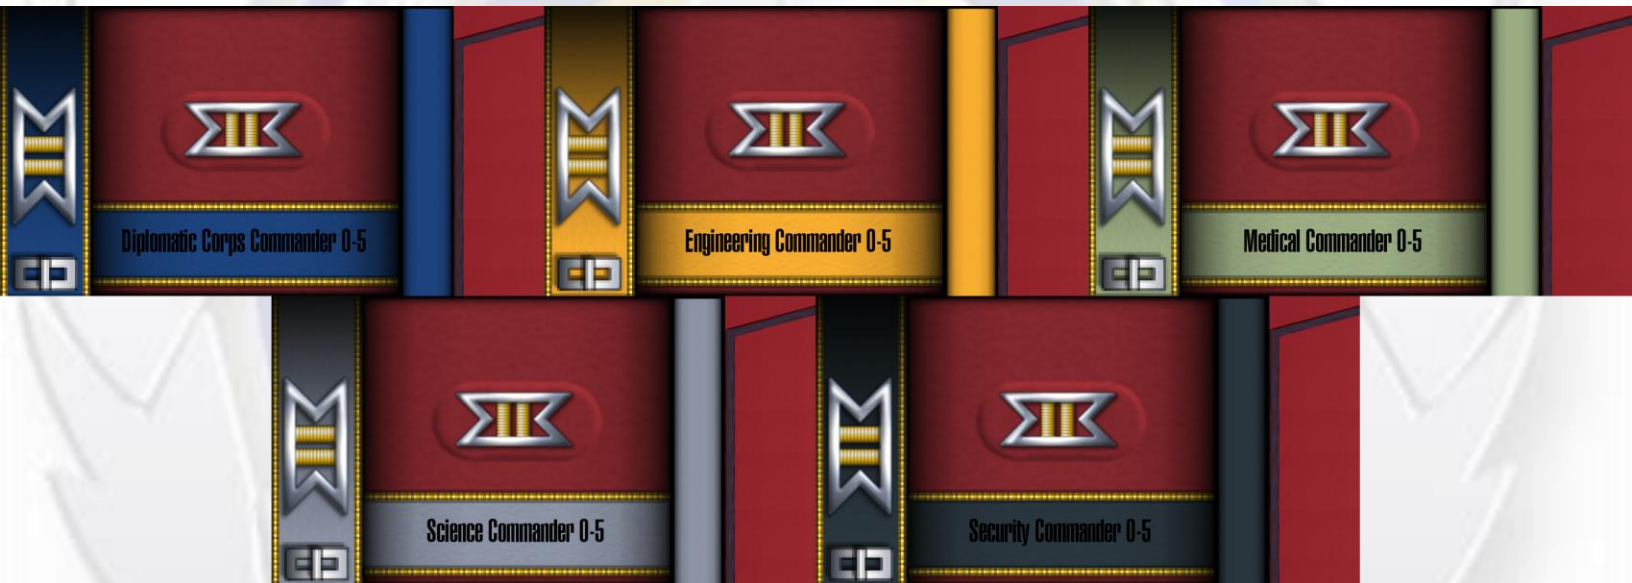 Diplomatic Corps Commander O-5
Engineering Commander O-5
Medical Commander O-5
Science Commander O-5
Security Commander O-5